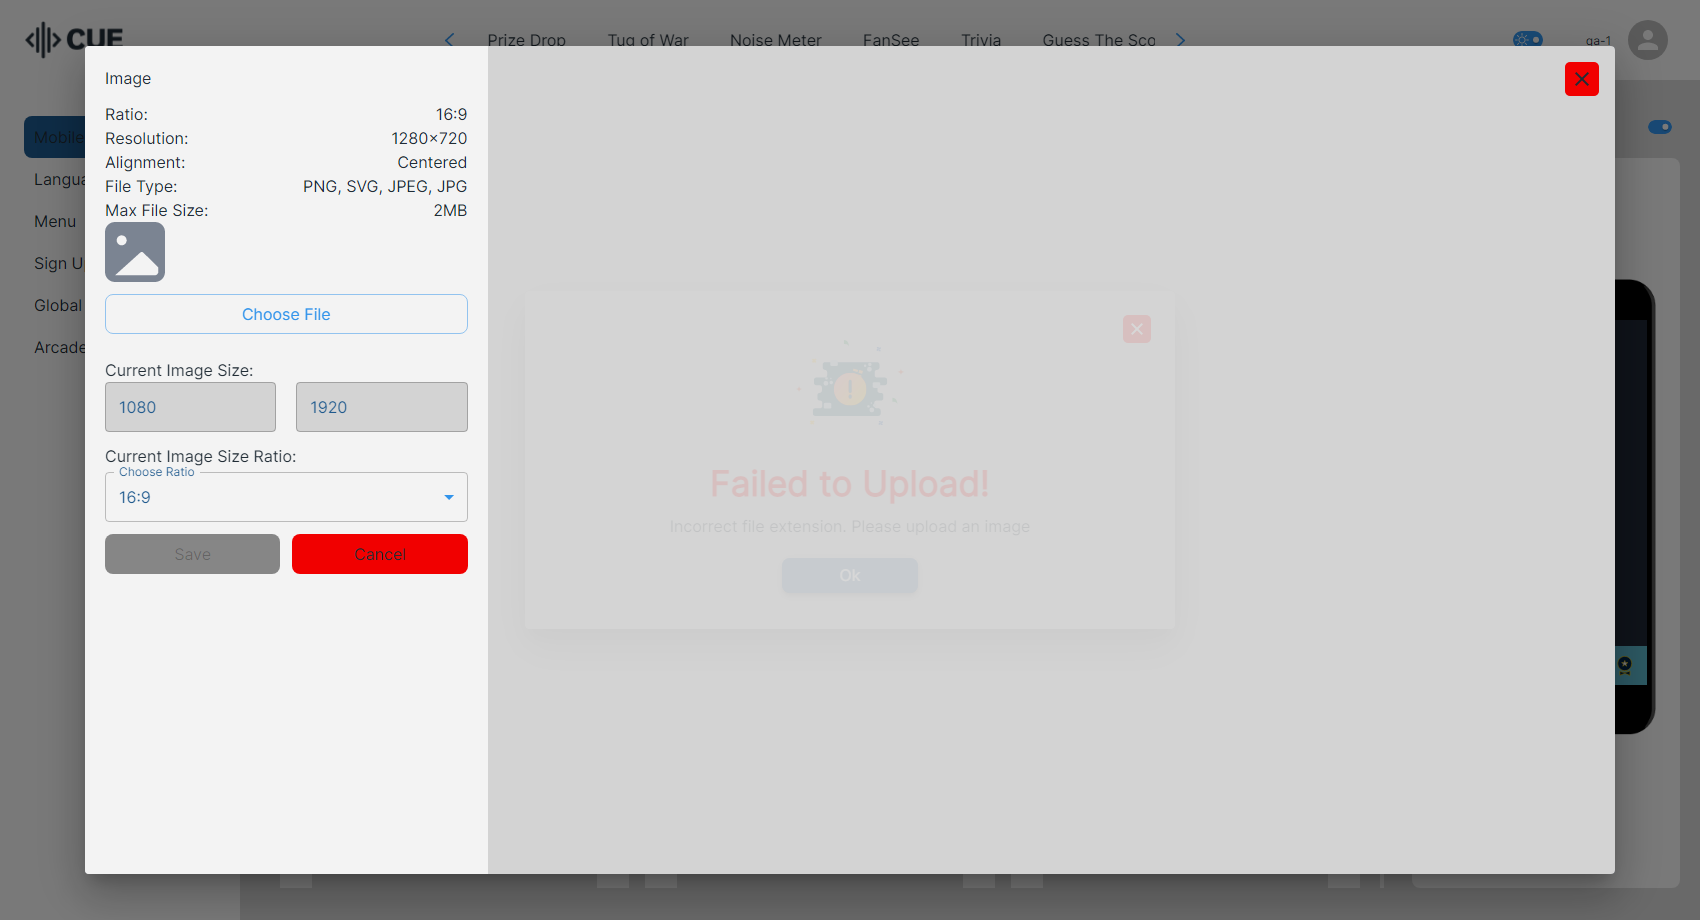 CUE
Prize Drop
Tug of War
Noise Meter
FanSee
Trivia
Guess The Sco
qa-1
Mobile
Langua
Menu
Sign U
Global
Arcade
Image
Ratio: 16:9
Resolution: 1280x720
Alignment: Centered
File Type: PNG, SVG, JPEG, JPG
Max File Size: 2MB
Choose File
Current Image Size:
1080 1920
Current Image Size Ratio:
Choose Ratio
16:9
Save Cancel
Failed to Upload!
Incorrect file extension. Please upload an image
Ok